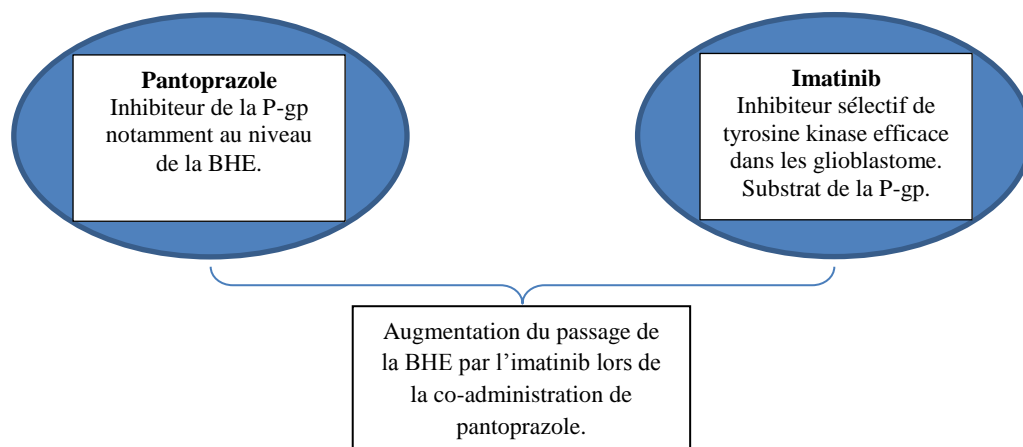 Pantoprazole
Inhibiteur de la P-gp
notamment au niveau
de la BHE.
Imatinib
Inhibiteur sélectif de
tyrosine kinase efficace
dans les glioblastome.
Substrat de la P-gp.
Augmentation du passage de
la BHE par l’imatinib lors de
la co-administration de
pantoprazole.